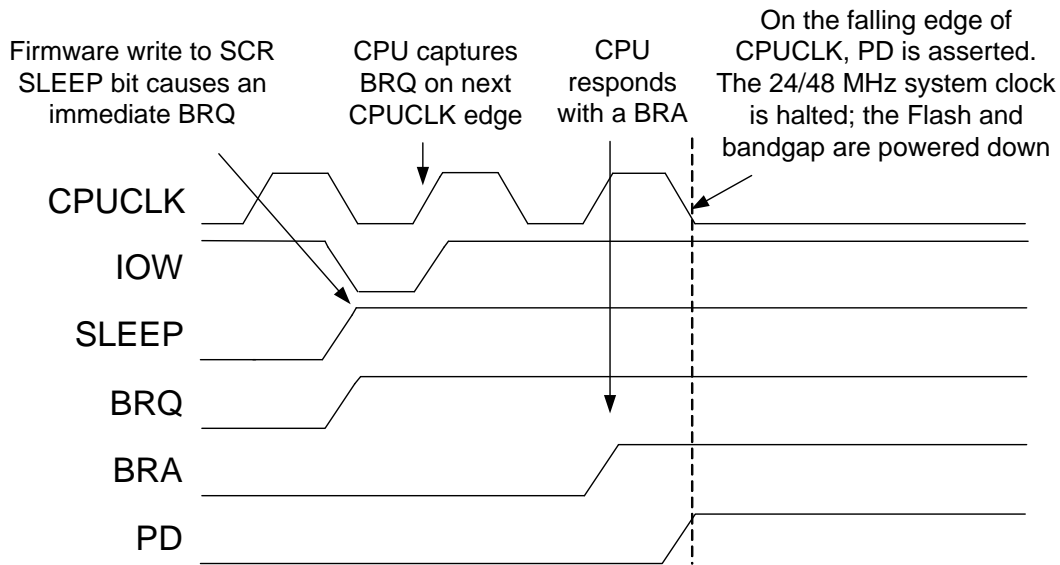 Firmware write to SCR
SLEEP bit causes an
immediate BRQ
CPU captures
BRQ on next
CPUCLK edge
CPU
responds
with a BRA
On the falling edge of
CPUCLK, PD is asserted.
The 24/48 MHz system clock
is halted; the Flash and
bandgap are powered down
CPUCLK
IOW
SLEEP
BRQ
BRA
PD